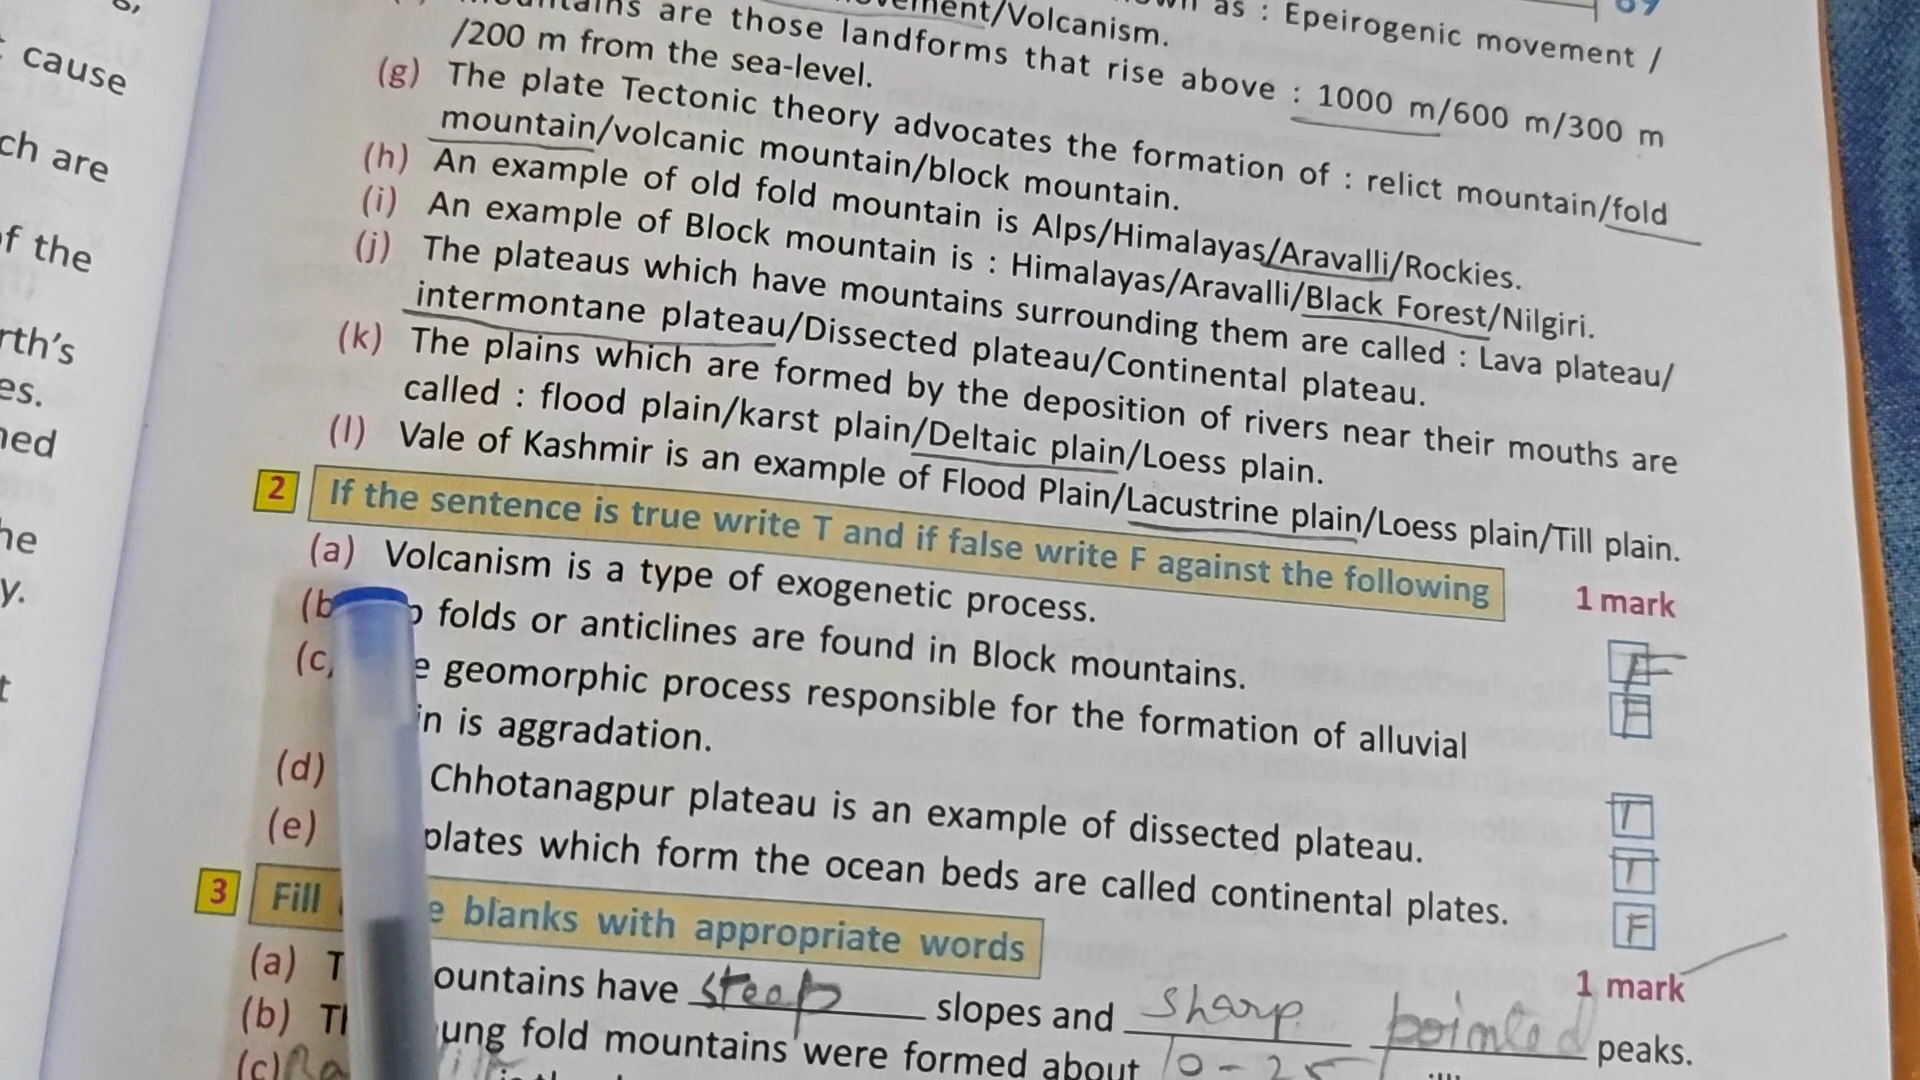 cause
ch are
f the
rth's
es.
ned
he
y.
t
as : Epeirogenic movement /
/Volcanism.
are those landforms that rise above : 1000 m/600 m/300 m
/200 m from the sea-level.
(g) The plate Tectonic theory advocates the formation of : relict mountain/fold
mountain/volcanic mountain/block mountain.
(h) An example of old fold mountain is Alps/Himalayas/Aravalli/Rockies.
(i) An example of Block mountain is : Himalayas/Aravalli/Black Forest/Nilgiri.
(j) The plateaus which have mountains surrounding them are called : Lava plateau/
intermontane plateau/Dissected plateau/Continental plateau.
(k) The plains which are formed by the deposition of rivers near their mouths are
called : flood plain/karst plain/Deltaic plain/Loess plain.
(l) Vale of Kashmir is an example of Flood Plain/Lacustrine plain/Loess plain/Till plain.
2 If the sentence is true write T and if false write F against the following 1 mark
(a) Volcanism is a type of exogenetic process. F
(b p folds or anticlines are found in Block mountains. F
(c) e geomorphic process responsible for the formation of alluvial
in is aggradation. T
(d) Chhotanagpur plateau is an example of dissected plateau. T
(e) plates which form the ocean beds are called continental plates. F
3 Fill e blanks with appropriate words 1 mark
(a) T ountains have steep slopes and sharp pointed peaks.
(b) Th ung fold mountains were formed about 10-25
(c)